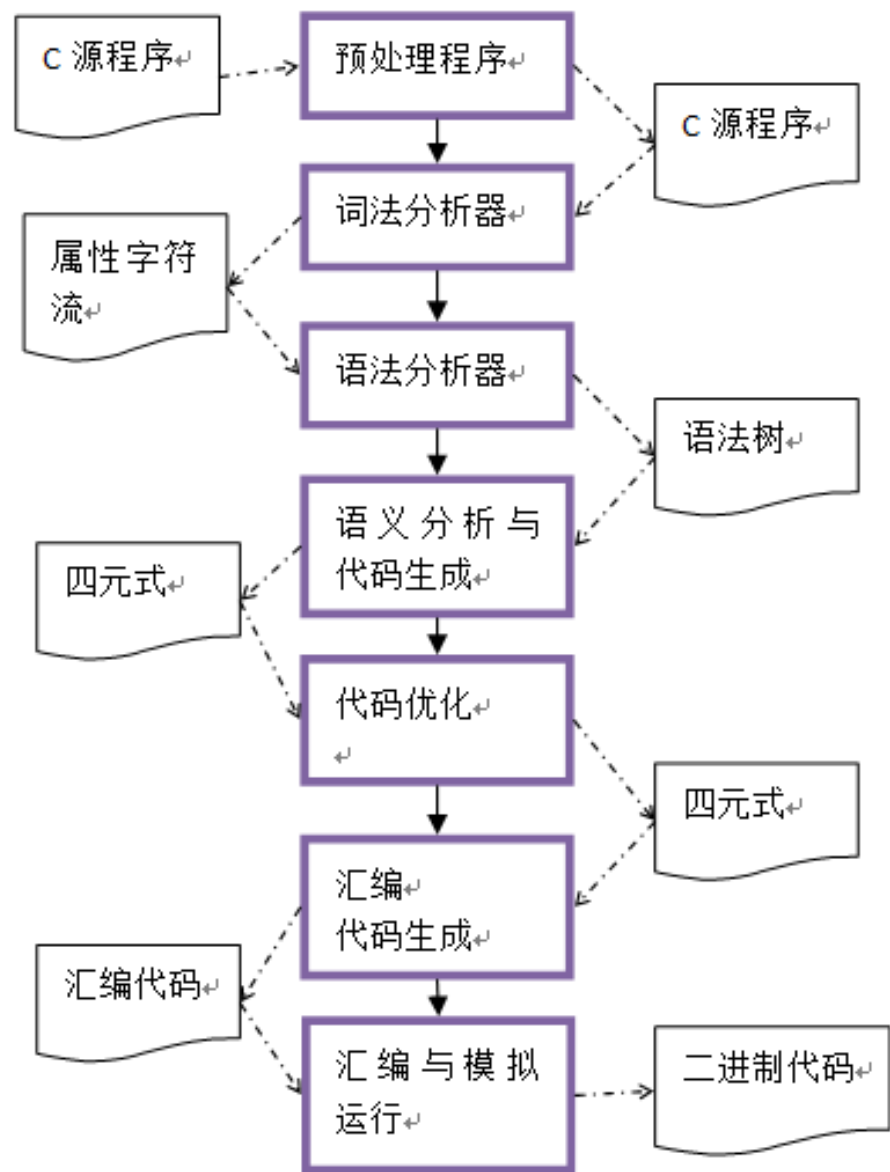 C 源程序
预处理程序
C 源程序
词法分析器
属性字符
流
语法分析器
语法树
语义分析与
代码生成
四元式
代码优化
四元式
汇编
代码生成
汇编代码
汇编与模拟
运行
二进制代码